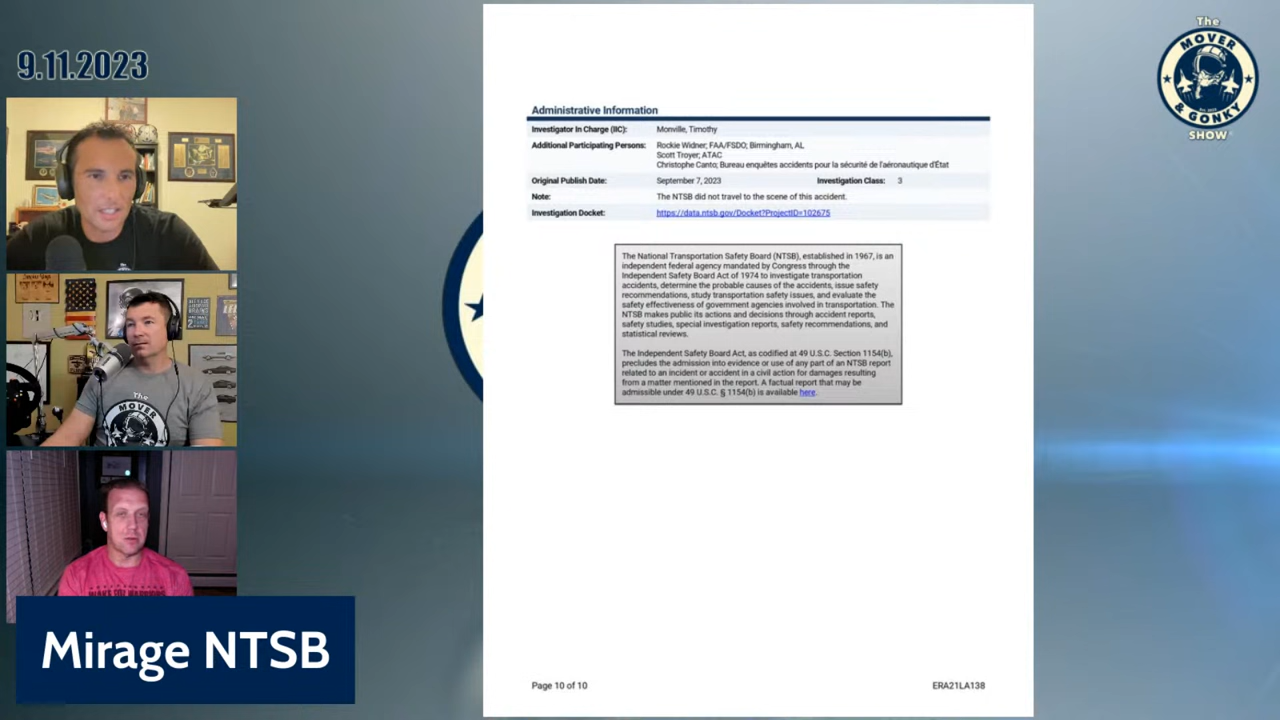 9.11.2023
The
MOVER
& GONKY
SHOW
Administrative Information
Investigator In Charge (IIC): Monville, Timothy
Additional Participating Persons: Rockie Widner; FAA/FSDO; Birmingham, AL
Scott Troyer; ATAC
Christophe Canto; Bureau enquêtes accidents pour la sécurité de l'aéronautique d'État
Original Publish Date: September 7, 2023 Investigation Class: 3
Note: The NTSB did not travel to the scene of this accident.
Investigation Docket: https://data.ntsb.gov/Docket?ProjectID=102675
The National Transportation Safety Board (NTSB), established in 1967, is an
independent federal agency mandated by Congress through the
Independent Safety Board Act of 1974 to investigate transportation
accidents, determine the probable causes of the accidents, issue safety
recommendations, study transportation safety issues, and evaluate the
safety effectiveness of government agencies involved in transportation. The
NTSB makes public its actions and decisions through accident reports,
safety studies, special investigation reports, safety recommendations, and
statistical reviews.
The Independent Safety Board Act, as codified at 49 U.S.C. Section 1154(b),
precludes the admission into evidence or use of any part of an NTSB report
related to an incident or accident in a civil action for damages resulting
from a matter mentioned in the report. A factual report that may be
admissible under 49 U.S.C. § 1154(b) is available here.
The
MOVER
& GONKY
Mirage NTSB
Page 10 of 10 ERA21LA138